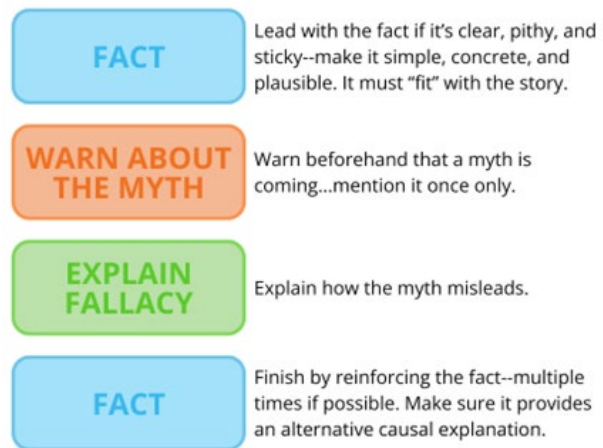 FACT
Lead with the fact if it's clear, pithy, and
sticky--make it simple, concrete, and
plausible. It must “fit” with the story.
WARN ABOUT
THE MYTH
Warn beforehand that a myth is
coming...mention it once only.
EXPLAIN
FALLACY
Explain how the myth misleads.
FACT
Finish by reinforcing the fact--multiple
times if possible. Make sure it provides
an alternative causal explanation.